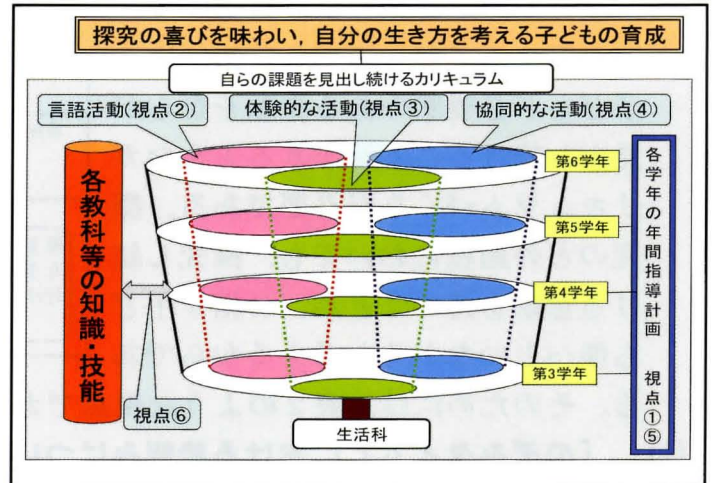 探究の喜びを味わい，自分の生き方を考える子どもの育成
自らの課題を見出し続けるカリキュラム
言語活動(視点②)
体験的な活動(視点③)
協同的な活動(視点④)
第6学年
第5学年
第4学年
第3学年
各教科等の知識・技能
視点⑥
生活科
各学年の年間指導計画　視点①⑤